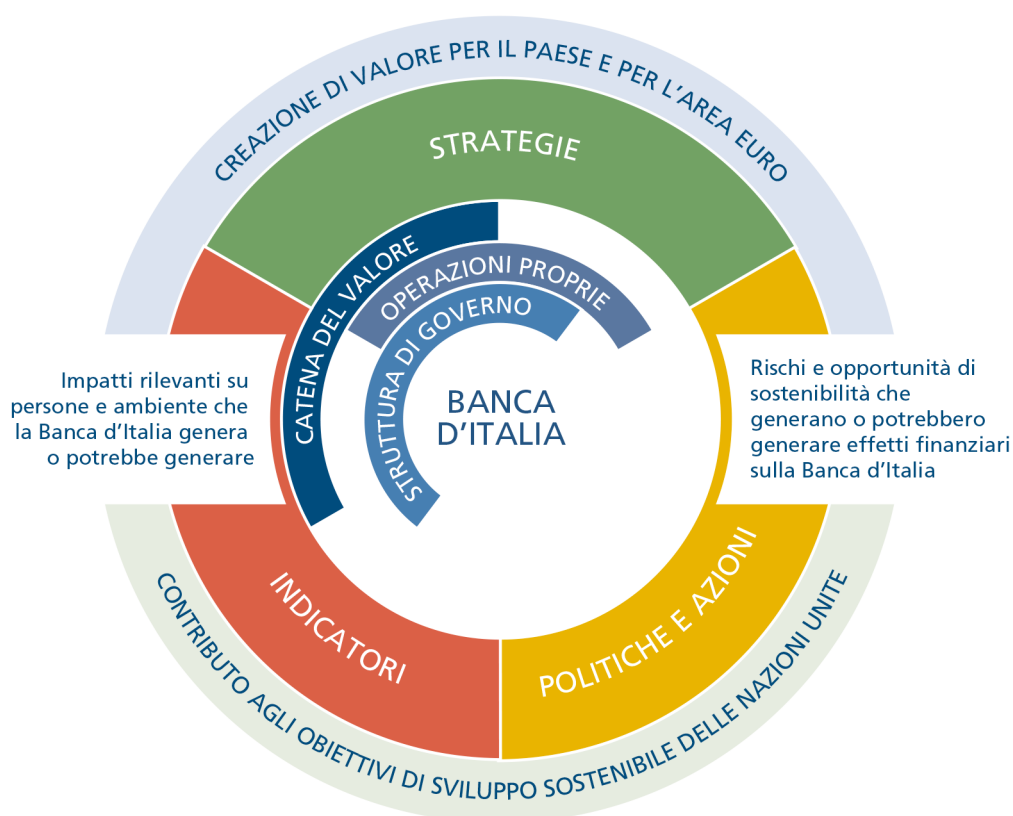 CREAZIONE DI VALORE PER IL PAESE E PER L'AREA EURO
STRATEGIE
CATENA DEL VALORE
OPERAZIONI PROPRIE
STRUTTURA DI GOVERNO
BANCA
D'ITALIA
Impatti rilevanti su
persone e ambiente che
la Banca d'Italia genera
o potrebbe generare
Rischi e opportunità di
sostenibilità che
generano o potrebbero
generare effetti finanziari
sulla Banca d'Italia
INDICATORI
POLITICHE E AZIONI
CONTRIBUTO AGLI OBIETTIVI DI SVILUPPO SOSTENIBILE DELLE NAZIONI UNITE